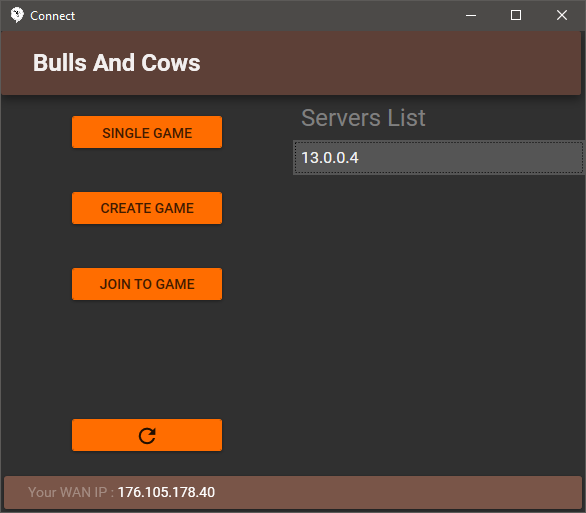 Connect
Bulls And Cows
SINGLE GAME
CREATE GAME
JOIN TO GAME
Servers List
13.0.0.4
Your WAN IP : 176.105.178.40